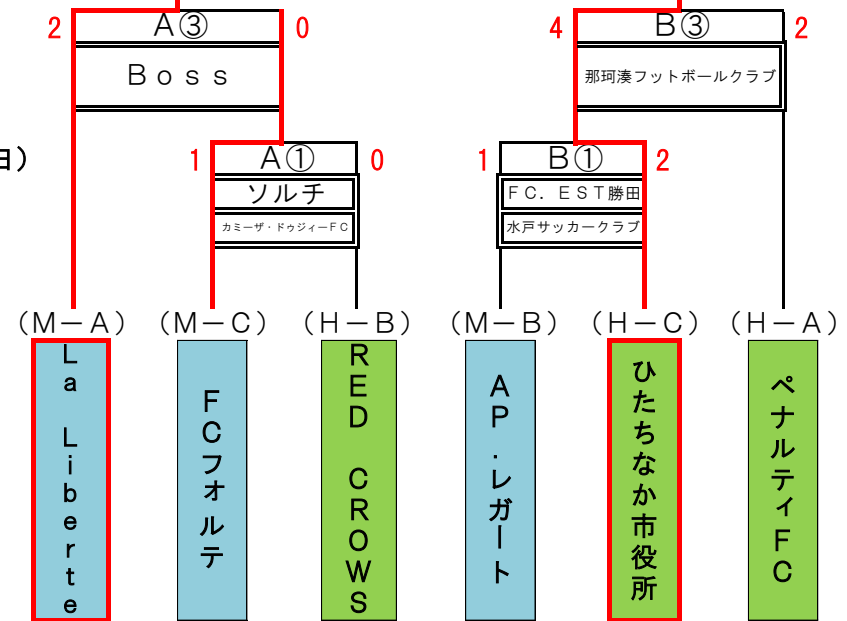 2 A③ 0 4 B③ 2
Boss 那珂湊フットボールクラブ
日)
1 A① 0 1 B① 2
ソルチ FC.EST勝田
カミーザ・ドゥジィーFC 水戸サッカークラブ
(M-A) (M-C) (H-B) (M-B) (H-C) (H-A)
La Liberte
FCフォルテ
RED CROWS
AP.レガート
ひたちなか市役所
ペナルティFC